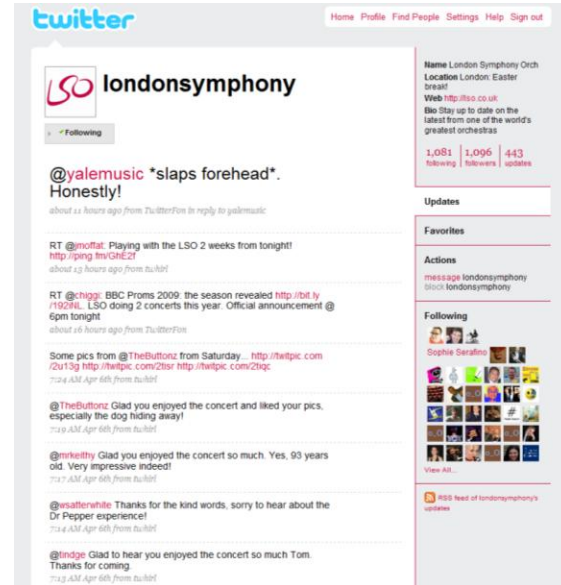 twitter
Home Profile Find People Settings Help Sign out
LSO londonsymphony
Following
@yalemusic *slaps forehead*.
Honestly!
about 11 hours ago from TwitterFon in reply to yalemusic
RT @jmoffat: Playing with the LSO 2 weeks from tonight!
http://ping.fm/GhE2f
about 13 hours ago from twhirl
RT @chiggi: BBC Proms 2009: the season revealed http://bit.ly
/192iNL. LSO doing 2 concerts this year. Official announcement @
6pm tonight
about 16 hours ago from TwitterFon
Some pics from @TheButtonz from Saturday... http://twitpic.com
/2u13g http://twitpic.com/2tisr http://twitpic.com/2tiqc
7:24 AM Apr 6th from twhirl
@TheButtonz Glad you enjoyed the concert and liked your pics,
especially the dog hiding away!
7:19 AM Apr 6th from twhirl
@mrkeithy Glad you enjoyed the concert so much. Yes, 93 years
old. Very impressive indeed!
7:17 AM Apr 6th from twhirl
@wsatterwhite Thanks for the kind words, sorry to hear about the
Dr Pepper experience!
7:14 AM Apr 6th from twhirl
@tindge Glad to hear you enjoyed the concert so much Tom.
Thanks for coming.
7:13 AM Apr 6th from twhirl
Name London Symphony Orch
Location London: Easter
break!
Web http://lso.co.uk
Bio Stay up to date on the
latest from one of the world's
greatest orchestras
1,081 1,096 443
following followers updates
Updates
Favorites
Actions
message londonsymphony
block londonsymphony
Following
Sophie Serafino
View All...
RSS feed of londonsymphony's
updates